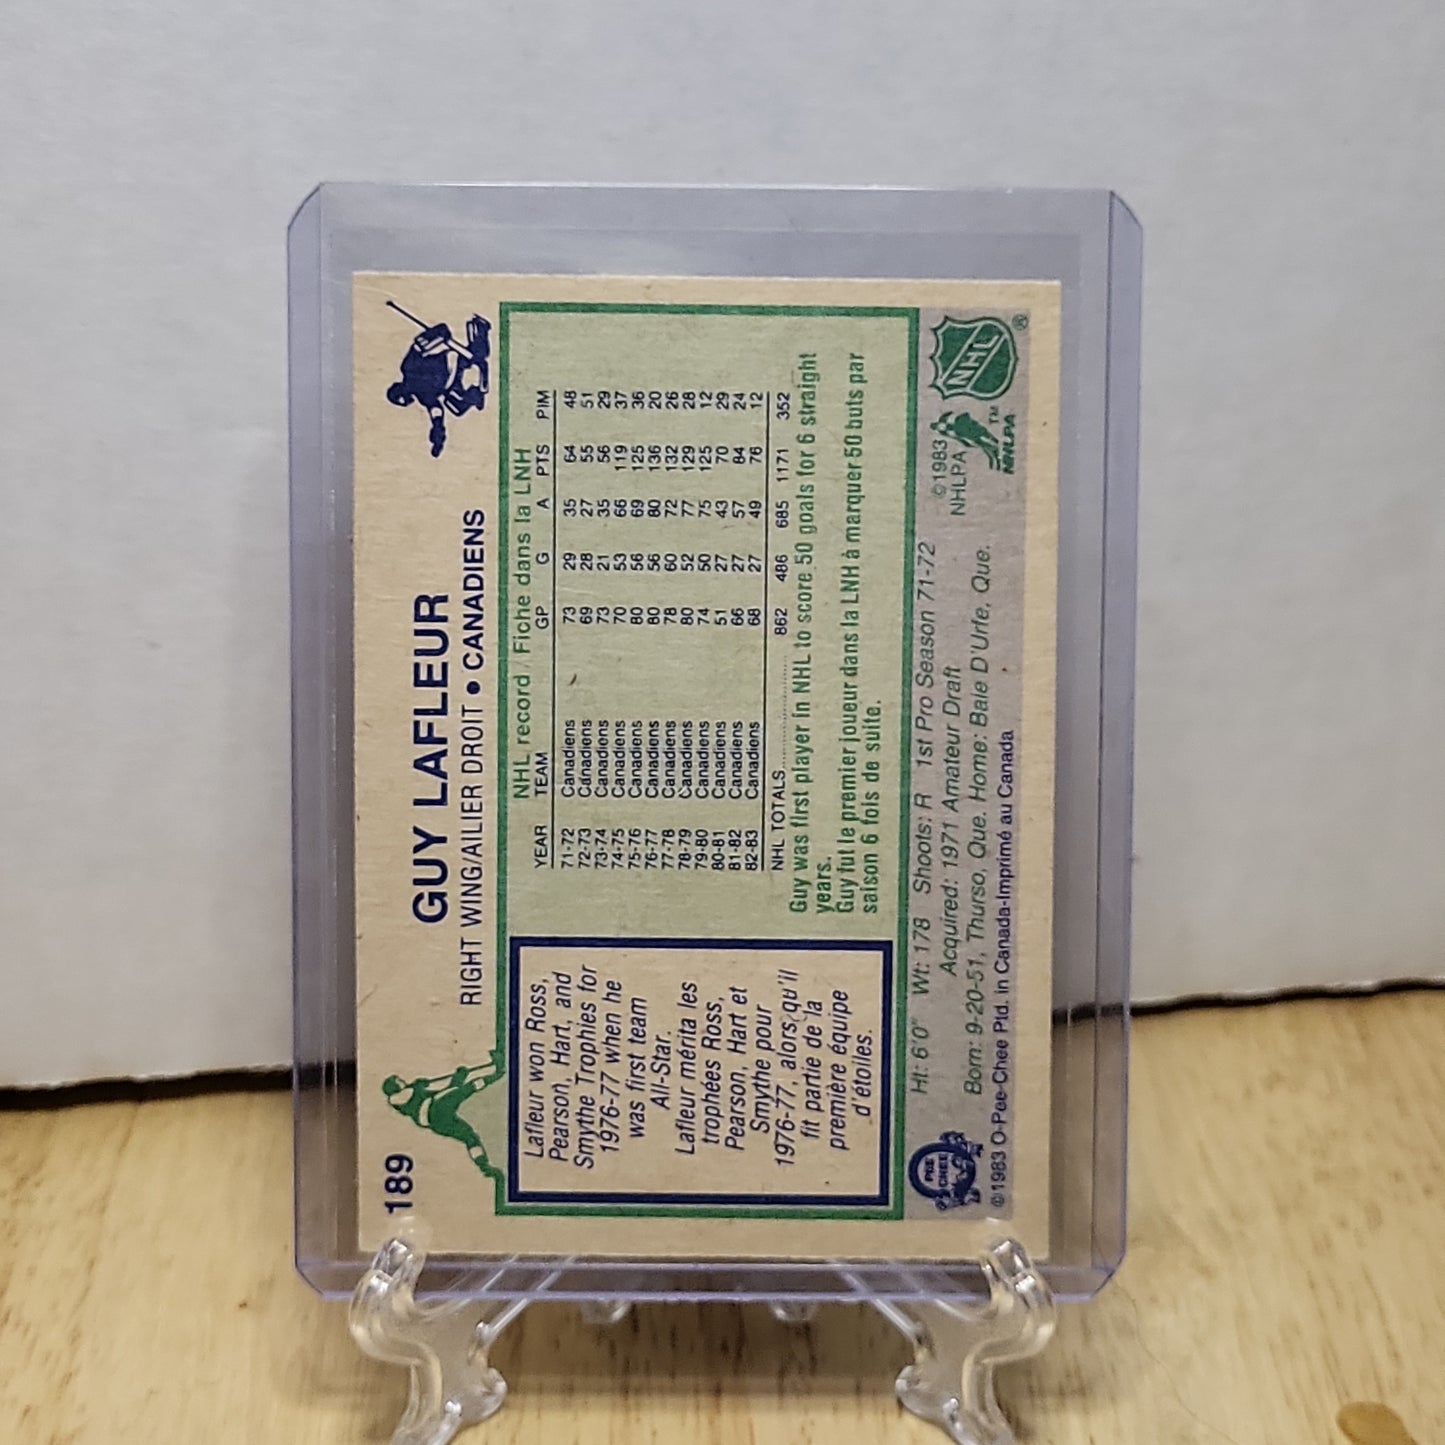 189
GUY LAFLEUR
RIGHT WING/AILIER DROIT • CANADIENS
Lafleur won Ross,
Pearson, Hart, and
Smythe Trophies for
1976-77 when he
was first team
All-Star.
Lafleur mérita les
trophées Ross,
Pearson, Hart et
Smythe pour
1976-77, alors qu'il
fit partie de la
première équipe
d'étoiles.
NHL record / Fiche dans la LNH
YEAR TEAM GP G A PTS PIM
71-72 Canadiens 73 29 35 64 48
72-73 Canadiens 69 28 27 55 51
73-74 Canadiens 73 21 35 56 29
74-75 Canadiens 70 53 66 119 37
75-76 Canadiens 80 56 69 125 36
76-77 Canadiens 80 56 80 136 20
77-78 Canadiens 78 60 72 132 26
78-79 Canadiens 80 52 77 129 28
79-80 Canadiens 74 50 75 125 12
80-81 Canadiens 51 27 43 70 29
81-82 Canadiens 66 27 57 84 24
82-83 Canadiens 68 27 49 76 12
NHL TOTALS 862 486 685 1171 352
Guy was first player in NHL to score 50 goals for 6 straight
years.
Guy fut le premier joueur dans la LNH à marquer 50 buts par
saison 6 fois de suite.
Ht: 6'0" Wt: 178 Shoots: R 1st Pro Season 71-72
Acquired: 1971 Amateur Draft
Born: 9-20-51, Thurso, Que. Home: Baie D'Urfe, Que.
©1983 O-Pee-Chee Ptd. in Canada-Imprimé au Canada
O PEE CHEE
©1983
NHLPA
NHLPA TM
NHL ®